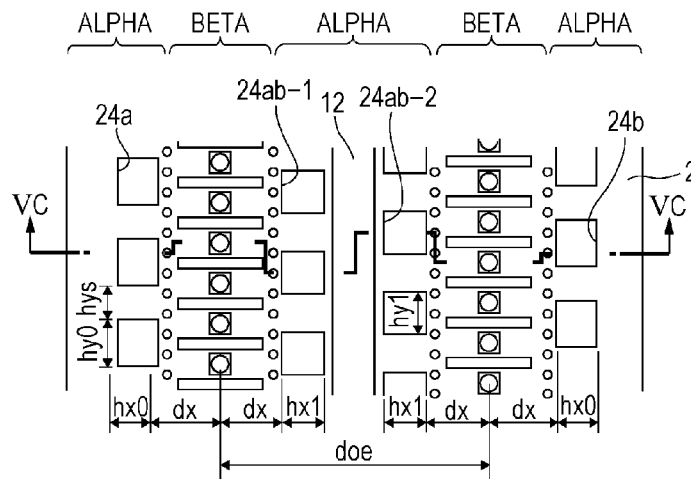 ALPHA BETA ALPHA BETA ALPHA
24a 24ab-1 12 24ab-2 24b
2
VC VC
hys
hy0 hy1
hx0 dx dx hx1 hx1 dx dx hx0
doe